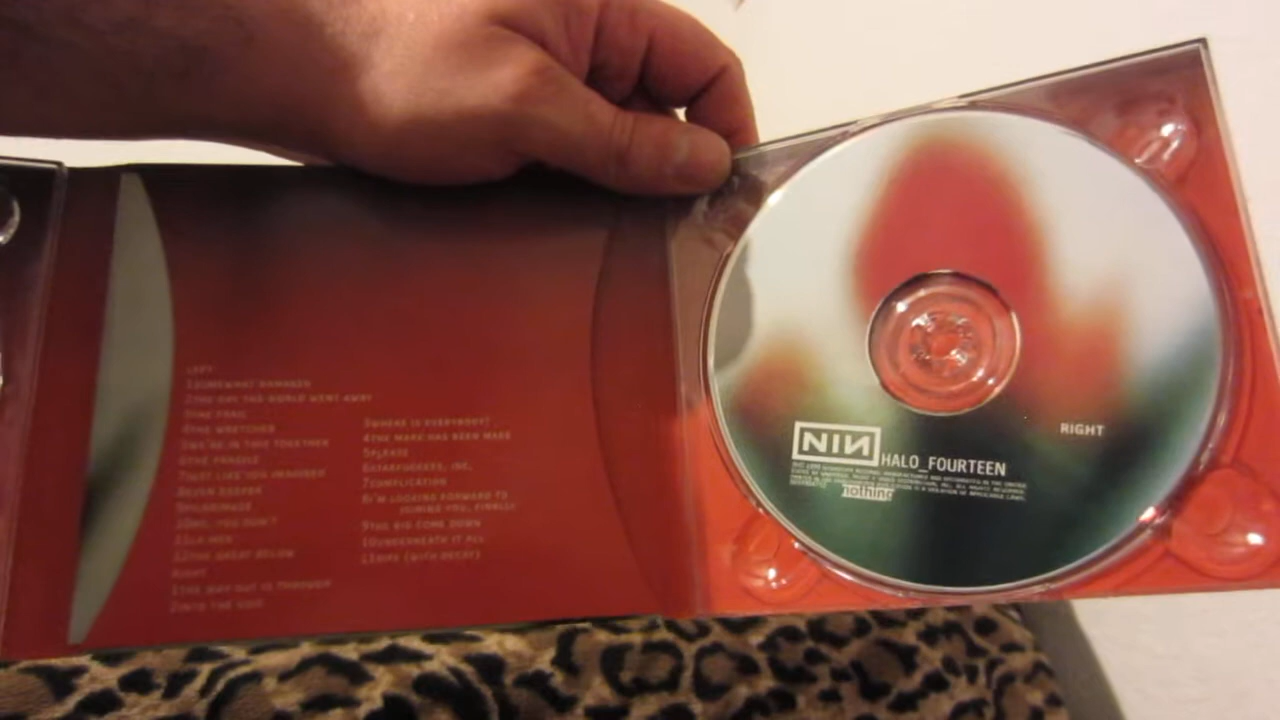 LEFT
1SOMEWHAT DAMAGED
2THE DAY THE WORLD WENT AWAY
3THE FRAIL
4THE WRETCHED
5WE'RE IN THIS TOGETHER
6THE FRAGILE
7JUST LIKE YOU IMAGINED
8EVEN DEEPER
9PILGRIMAGE
10NO, YOU DON'T
11LA MER
12THE GREAT BELOW
RIGHT
1THE WAY OUT IS THROUGH
2INTO THE VOID
3WHERE IS EVERYBODY?
4THE MARK HAS BEEN MADE
5PLEASE
6STARFUCKERS, INC.
7COMPLICATION
8I'M LOOKING FORWARD TO
JOINING YOU, FINALLY
9THE BIG COME DOWN
10UNDERNEATH IT ALL
11RIPE (WITH DECAY)
RIGHT
NIN
HALO_FOURTEEN
nothing